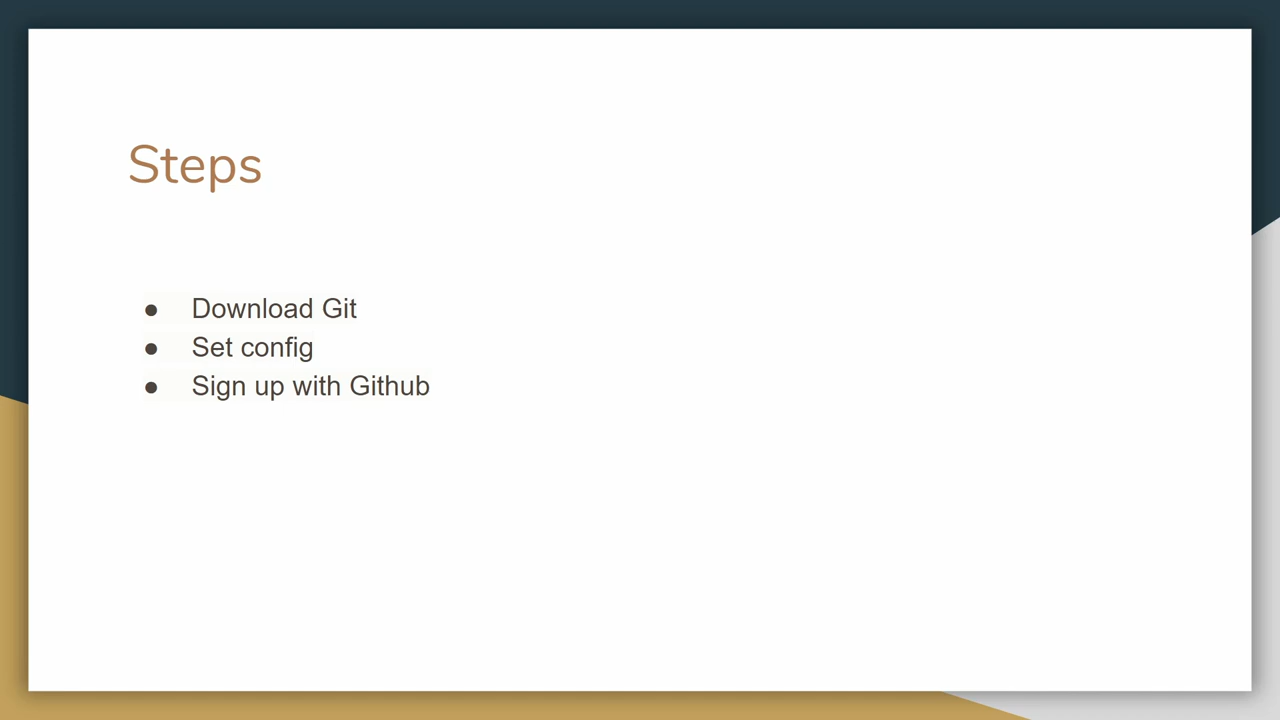 Steps
● Download Git
● Set config
● Sign up with Github